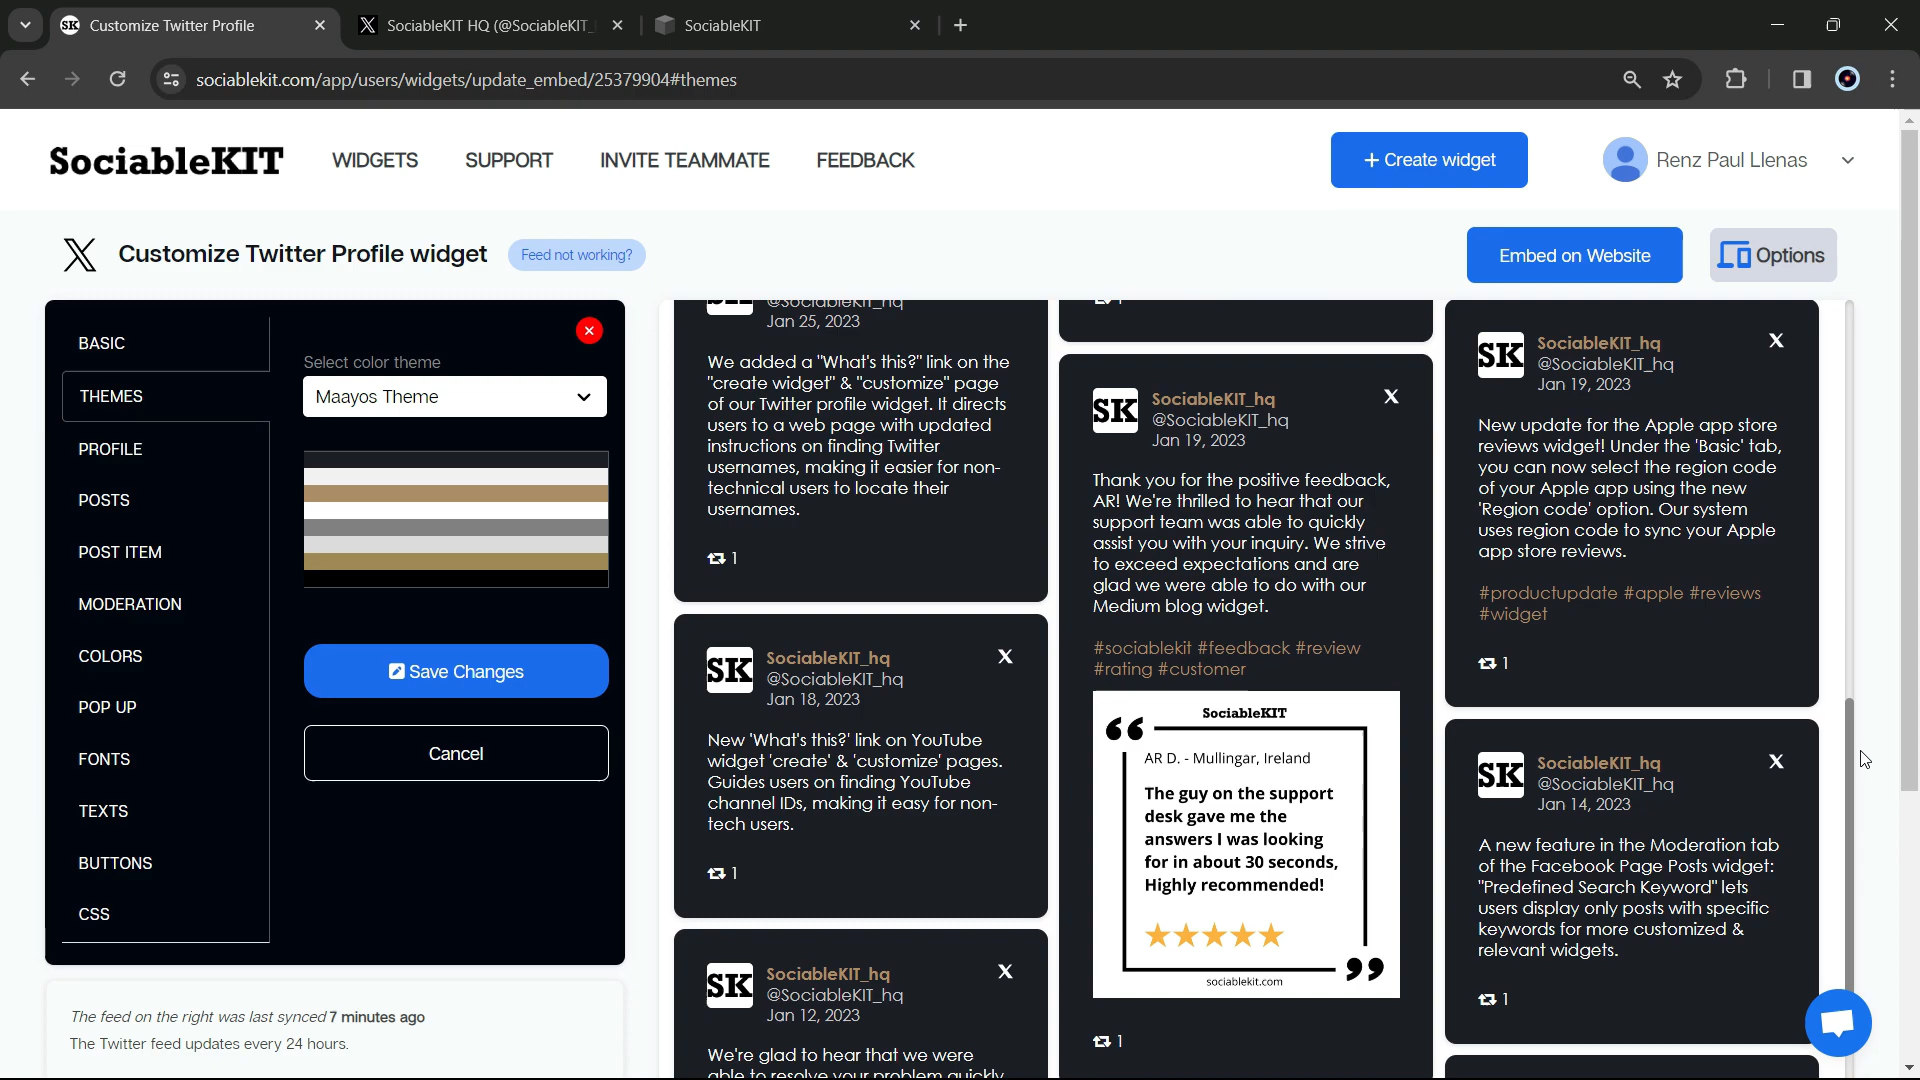 SK Customize Twitter Profile
SociableKIT HQ (@SociableKIT_
SociableKIT
sociablekit.com/app/users/widgets/update_embed/25379904#themes
SociableKIT
WIDGETS
SUPPORT
INVITE TEAMMATE
FEEDBACK
+ Create widget
Renz Paul Llenas
Customize Twitter Profile widget
Feed not working?
Embed on Website
Options
BASIC
THEMES
PROFILE
POSTS
POST ITEM
MODERATION
COLORS
POP UP
FONTS
TEXTS
BUTTONS
CSS
Select color theme
Maayos Theme
Save Changes
Cancel
The feed on the right was last synced 7 minutes ago
The Twitter feed updates every 24 hours.
@SociableKIT_hq
Jan 25, 2023
We added a "What's this?" link on the
"create widget" & "customize" page
of our Twitter profile widget. It directs
users to a web page with updated
instructions on finding Twitter
usernames, making it easier for non-
technical users to locate their
usernames.
1
SK
SociableKIT_hq
@SociableKIT_hq
Jan 18, 2023
New 'What's this?' link on YouTube
widget 'create' & 'customize' pages.
Guides users on finding YouTube
channel IDs, making it easy for non-
tech users.
1
SK
SociableKIT_hq
@SociableKIT_hq
Jan 12, 2023
We're glad to hear that we were
able to resolve your problem quickly
1
SK
SociableKIT_hq
@SociableKIT_hq
Jan 19, 2023
Thank you for the positive feedback,
AR! We're thrilled to hear that our
support team was able to quickly
assist you with your inquiry. We strive
to exceed expectations and are
glad we were able to do with our
Medium blog widget.
#sociablekit #feedback #review
#rating #customer
SociableKIT
AR D. - Mullingar, Ireland
The guy on the support
desk gave me the
answers I was looking
for in about 30 seconds,
Highly recommended!
sociablekit.com
1
SK
SociableKIT_hq
@SociableKIT_hq
Jan 19, 2023
New update for the Apple app store
reviews widget! Under the 'Basic' tab,
you can now select the region code
of your Apple app using the new
'Region code' option. Our system
uses region code to sync your Apple
app store reviews.
#productupdate #apple #reviews
#widget
1
SK
SociableKIT_hq
@SociableKIT_hq
Jan 14, 2023
A new feature in the Moderation tab
of the Facebook Page Posts widget:
"Predefined Search Keyword" lets
users display only posts with specific
keywords for more customized &
relevant widgets.
1